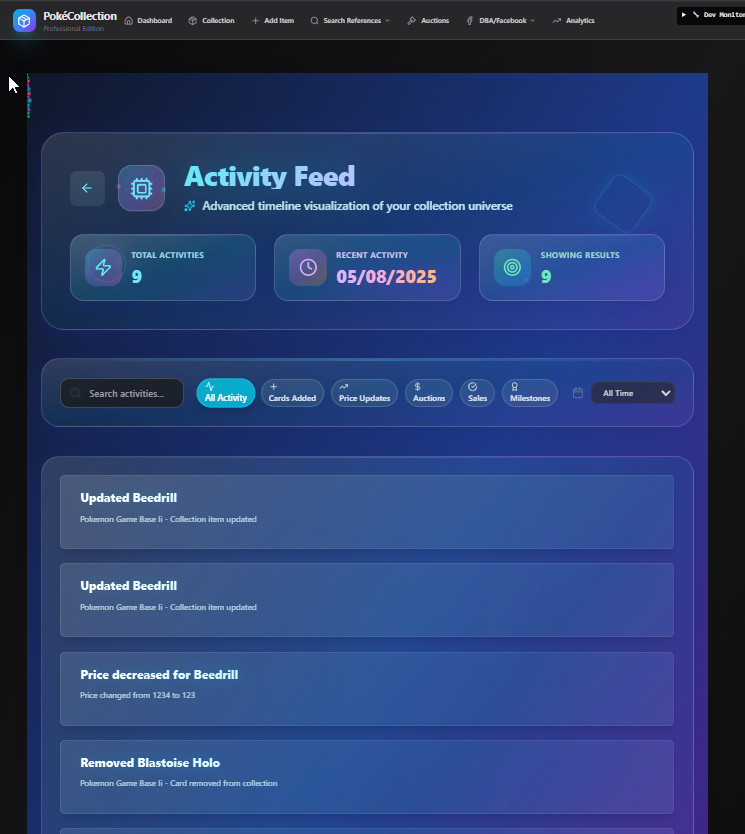 PokéCollection
Professional Edition
Dashboard
Collection
Add Item
Search References
Auctions
DBA/Facebook
Analytics
Dev Monitor
Activity Feed
Advanced timeline visualization of your collection universe
TOTAL ACTIVITIES
9
RECENT ACTIVITY
05/08/2025
SHOWING RESULTS
9
Search activities...
All Activity
Cards Added
Price Updates
Auctions
Sales
Milestones
All Time
Updated Beedrill
Pokemon Game Base Ii - Collection item updated
Updated Beedrill
Pokemon Game Base Ii - Collection item updated
Price decreased for Beedrill
Price changed from 1234 to 123
Removed Blastoise Holo
Pokemon Game Base Ii - Card removed from collection